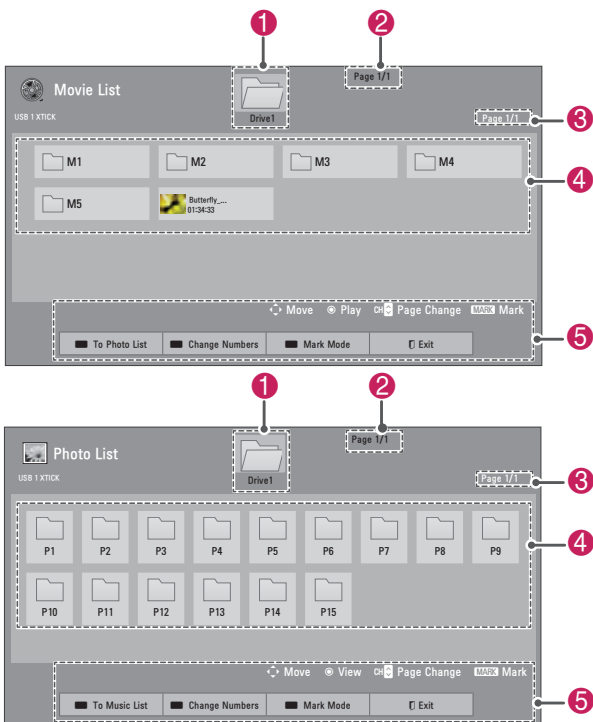 1 2
Page 1/1
Movie List
USB 1 XTICK
Drive1
Page 1/1 3
M1 M2 M3 M4
4
M5 Butterfly_...
01:34:33
Move Play CH Page Change MARK Mark
5
To Photo List Change Numbers Mark Mode Exit
1 2
Page 1/1
Photo List
USB 1 XTICK
Drive1
Page 1/1 3
P1 P2 P3 P4 P5 P6 P7 P8 P9
4
P10 P11 P12 P13 P14 P15
Move View CH Page Change MARK Mark
5
To Music List Change Numbers Mark Mode Exit